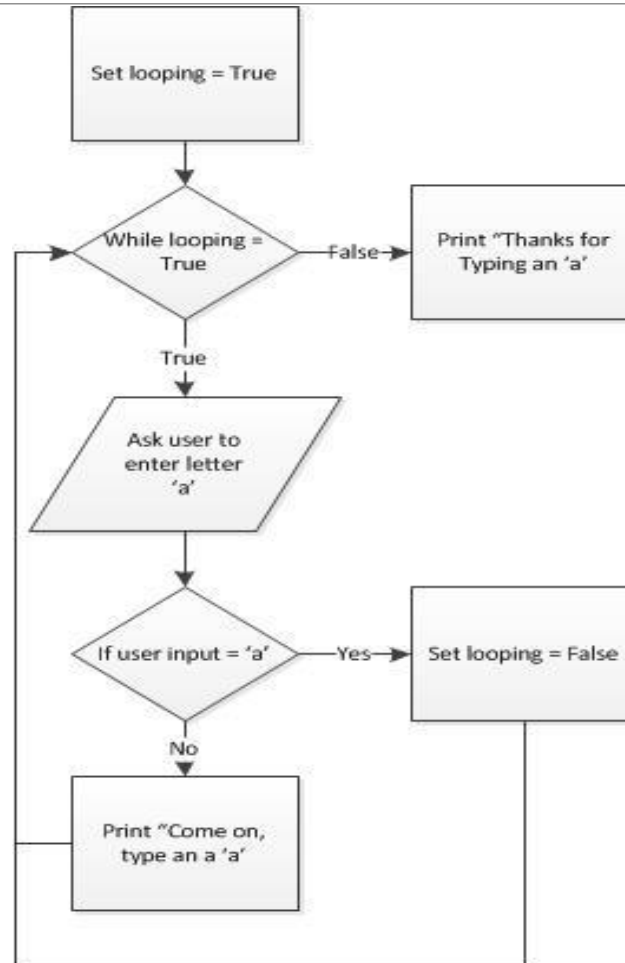 Set looping = True
While looping =
True
False
Print “Thanks for
Typing an ‘a’
True
Ask user to
enter letter
‘a’
If user input = ‘a’
Yes
Set looping = False
No
Print “Come on,
type an a ‘a’